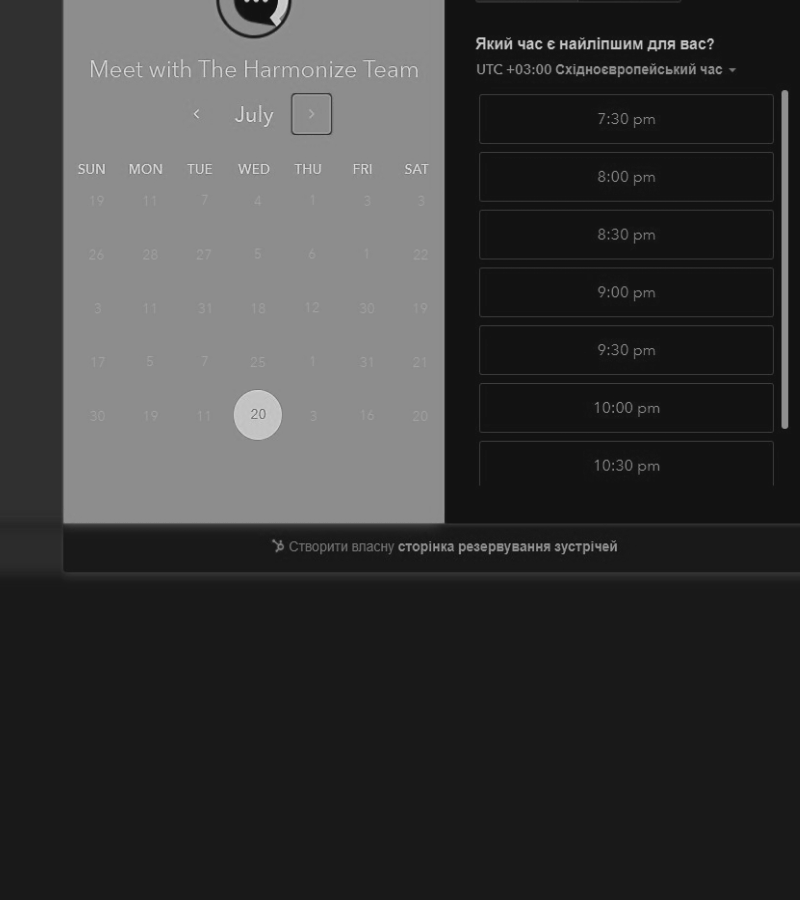 Meet with The Harmonize Team
July
SUN MON TUE WED THU FRI SAT
19 11 7 4 1 3 3
26 28 27 5 6 1 22
3 11 31 18 12 30 19
17 5 7 25 1 31 21
30 19 11 20 3 16 20
Який час є найліпшим для вас?
UTC +03:00 Східноєвропейський час
7:30 pm
8:00 pm
8:30 pm
9:00 pm
9:30 pm
10:00 pm
10:30 pm
Створити власну сторінка резервування зустрічей